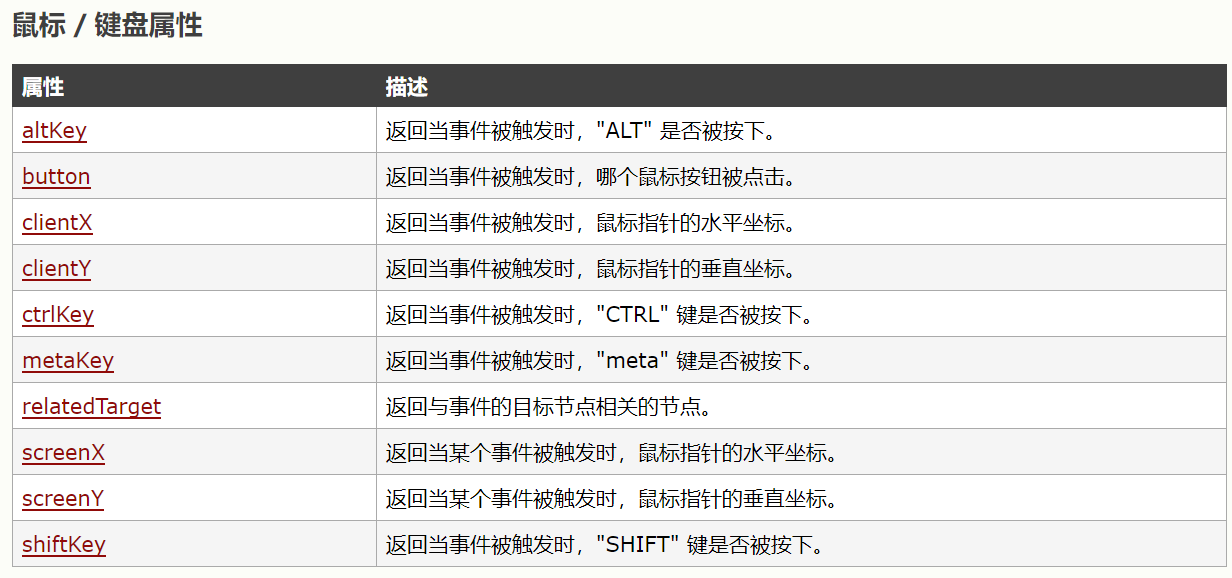 鼠标 / 键盘属性
属性 描述
altKey 返回当事件被触发时，"ALT" 是否被按下。
button 返回当事件被触发时，哪个鼠标按钮被点击。
clientX 返回当事件被触发时，鼠标指针的水平坐标。
clientY 返回当事件被触发时，鼠标指针的垂直坐标。
ctrlKey 返回当事件被触发时，"CTRL" 键是否被按下。
metaKey 返回当事件被触发时，"meta" 键是否被按下。
relatedTarget 返回与事件的目标节点相关的节点。
screenX 返回当某个事件被触发时，鼠标指针的水平坐标。
screenY 返回当某个事件被触发时，鼠标指针的垂直坐标。
shiftKey 返回当事件被触发时，"SHIFT" 键是否被按下。